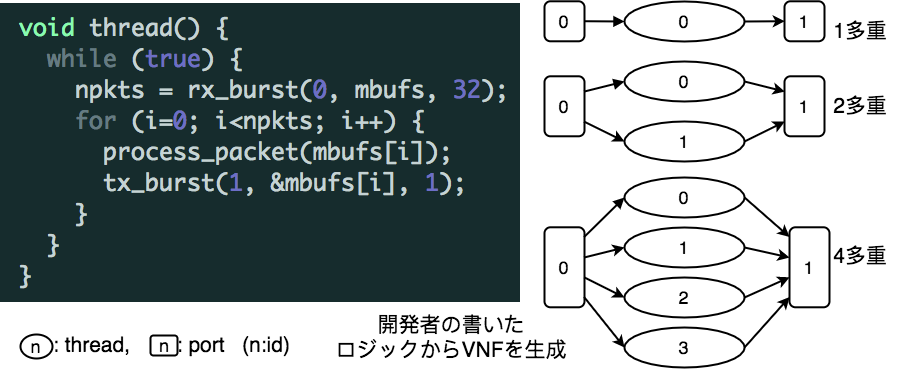 void thread() {
while (true) {
npkts = rx_burst(0, mbufs, 32);
for (i=0; i<npkts; i++) {
process_packet(mbufs[i]);
tx_burst(1, &mbufs[i], 1);
}
}
}
0 0 1 1多重
0 0 1 2多重
1
0 0 1 4多重
1
2
3
n : thread, n : port (n:id)
開発者の書いた
ロジックからVNFを生成